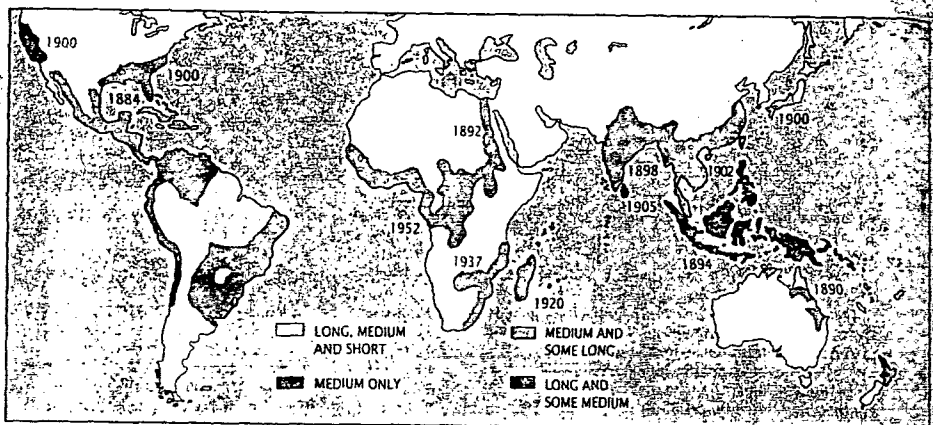 1900
1900
1884
1892
1900
1898
1902
1905
1952
1894
1937
1890
1920
LONG, MEDIUM
AND SHORT
MEDIUM AND
SOME LONG
MEDIUM ONLY
LONG AND
SOME MEDIUM